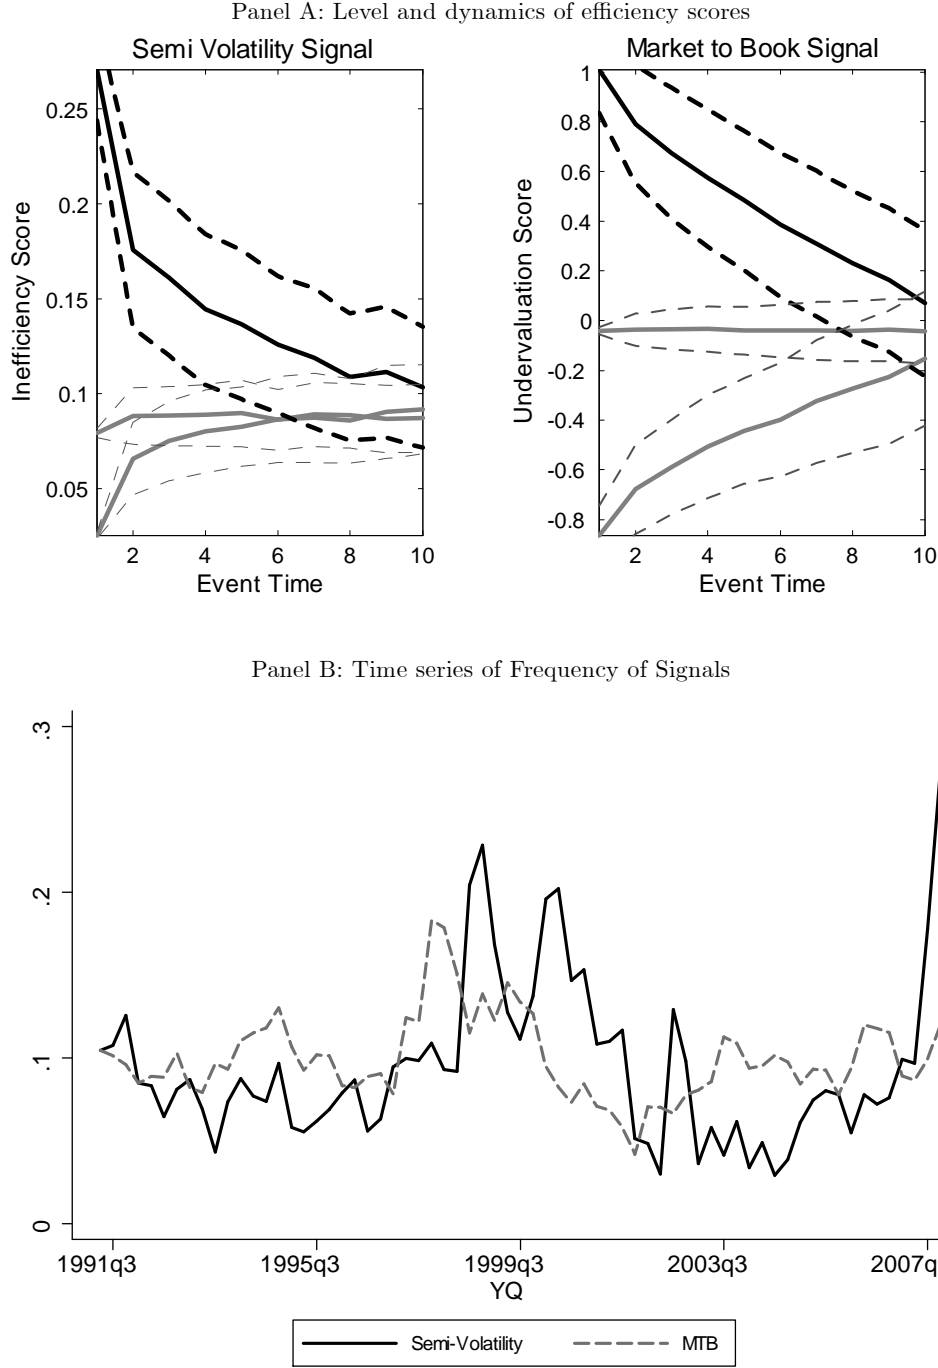 Panel A: Level and dynamics of efficiency scores
Semi Volatility Signal
Market to Book Signal
Inefficiency Score
0.25
0.2
0.15
0.1
0.05
2 4 6 8 10
Event Time
Undervaluation Score
1
0.8
0.6
0.4
0.2
0
-0.2
-0.4
-0.6
-0.8
2 4 6 8 10
Event Time
Panel B: Time series of Frequency of Signals
.3
.2
.1
0
1991q3 1995q3 1999q3 2003q3 2007q
YQ
Semi-Volatility MTB